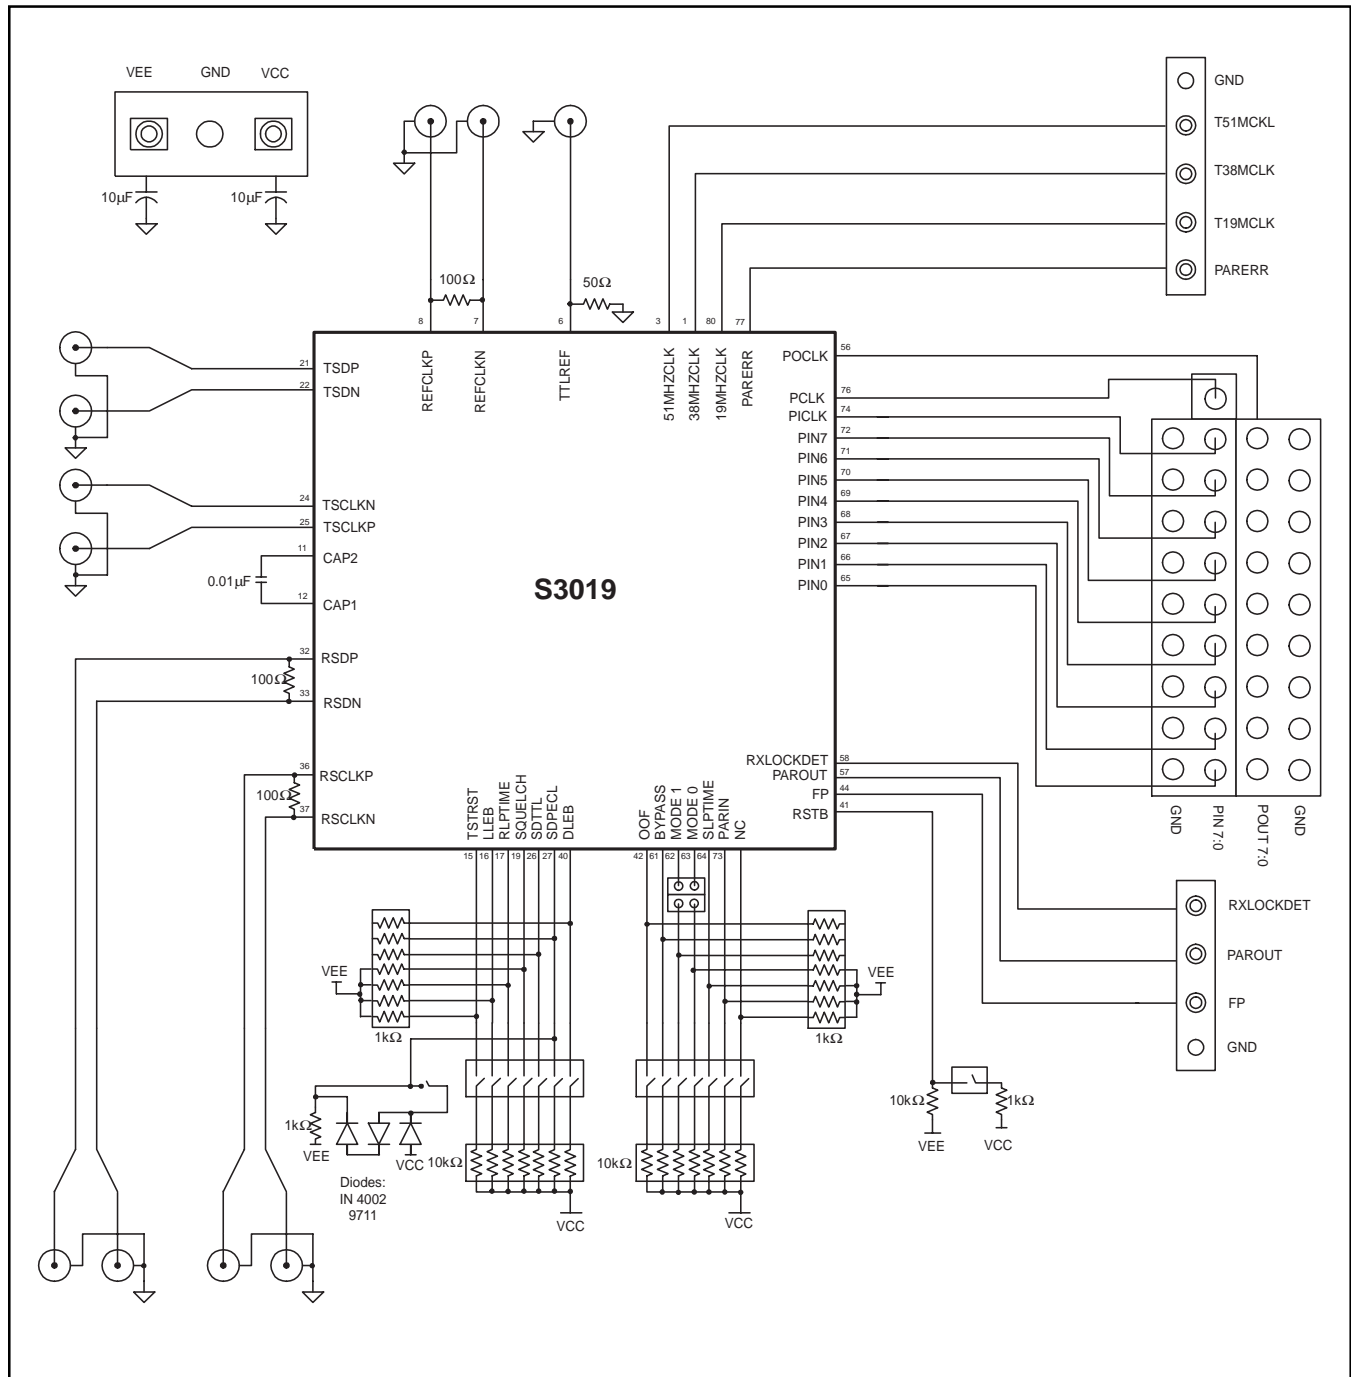 VEE GND VCC
10µF 10µF
GND
T51MCKL
T38MCLK
T19MCLK
PARERR
100Ω 50Ω
8 7 6 3 1 80 77
REFCLKP REFCLKN TTLREF 51MHZCLK 38MHZCLK 19MHZCLK PARERR
21 TSDP
22 TSDN
24 TSCLKN
25 TSCLKP
11 CAP2
0.01µF
12 CAP1
32 RSDP
100Ω
33 RSDN
36 RSCLKP
100Ω
37 RSCLKN
S3019
POCLK 56
PCLK 76
PICLK 74
PIN7 72
PIN6 71
PIN5 70
PIN4 69
PIN3 68
PIN2 67
PIN1 66
PIN0 65
RXLOCKDET 58
PAROUT 57
FP 44
RSTB 41
GND PIN 7:0 POUT 7:0 GND
TSTRST LLEB RLPTIME SQUELCH SDTTL SDPECL DLEB
15 16 17 19 26 27 40
OOF BYPASS MODE 1 MODE 0 SLPTIME PARIN NC
42 61 62 63 64 73
RXLOCKDET
PAROUT
FP
GND
VEE
1kΩ
VEE
1kΩ
1kΩ
VEE
VCC
10kΩ
VCC
10kΩ
VCC
Diodes:
IN 4002
9711
10kΩ 1kΩ
VEE VCC